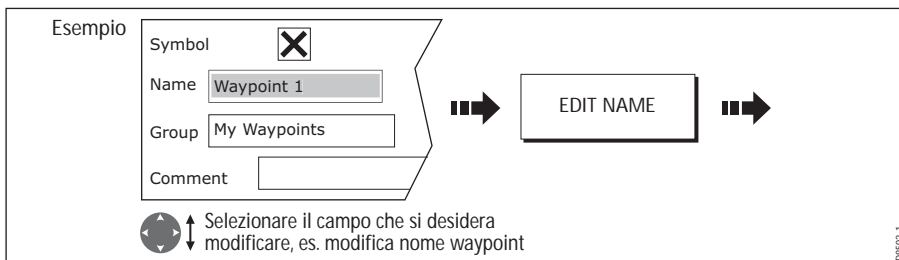 Esempio
Symbol
Name Waypoint 1
Group My Waypoints
Comment
EDIT NAME
Selezionare il campo che si desidera
modificare, es. modifica nome waypoint